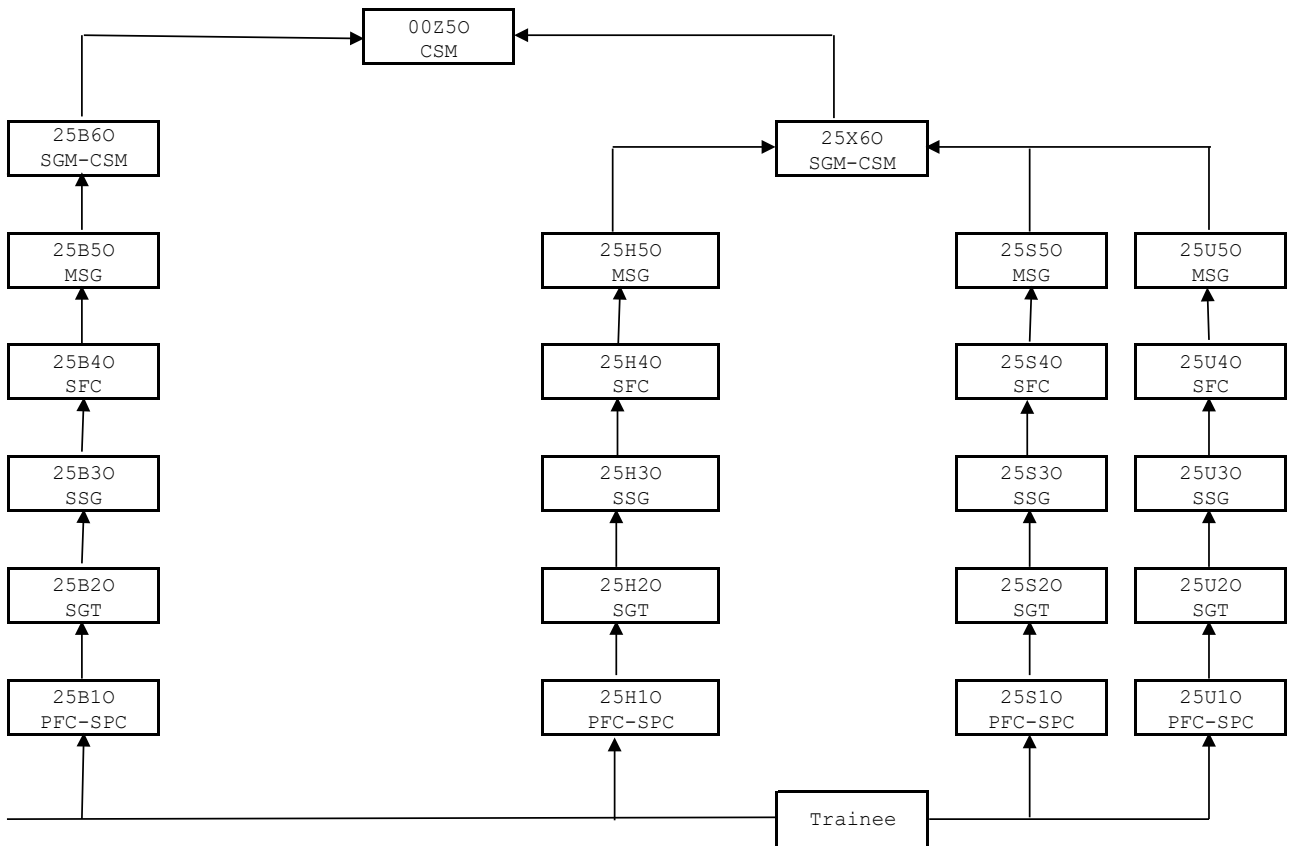 00Z5O
CSM
25B6O
SGM-CSM
25X6O
SGM-CSM
25B5O
MSG
25H5O
MSG
25S5O
MSG
25U5O
MSG
25B4O
SFC
25H4O
SFC
25S4O
SFC
25U4O
SFC
25B3O
SSG
25H3O
SSG
25S3O
SSG
25U3O
SSG
25B2O
SGT
25H2O
SGT
25S2O
SGT
25U2O
SGT
25B1O
PFC-SPC
25H1O
PFC-SPC
25S1O
PFC-SPC
25U1O
PFC-SPC
Trainee